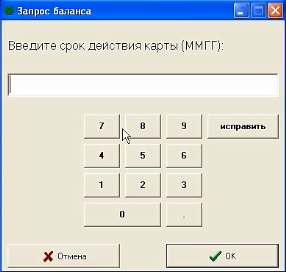 Запрос баланса
Введите срок действия карты (ММГГ):
7 8 9 исправить
4 5 6
1 2 3
0 .
Отмена OK